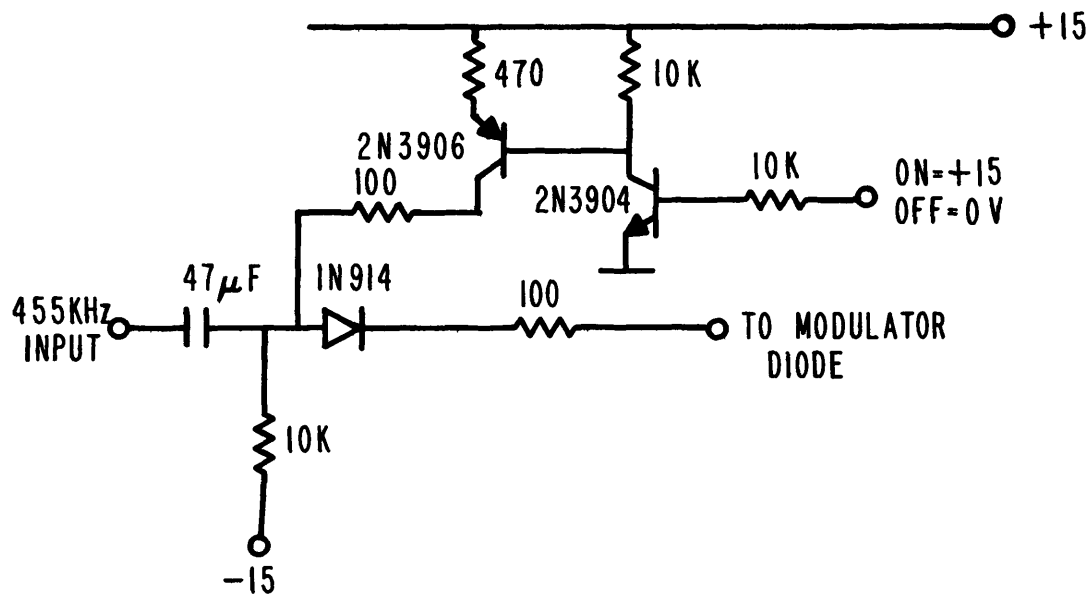 +15
470
10K
2N3906
100
2N3904
10K
ON=+15
OFF=0V
47μF
1N914
100
455KHz
INPUT
TO MODULATOR
DIODE
10K
-15